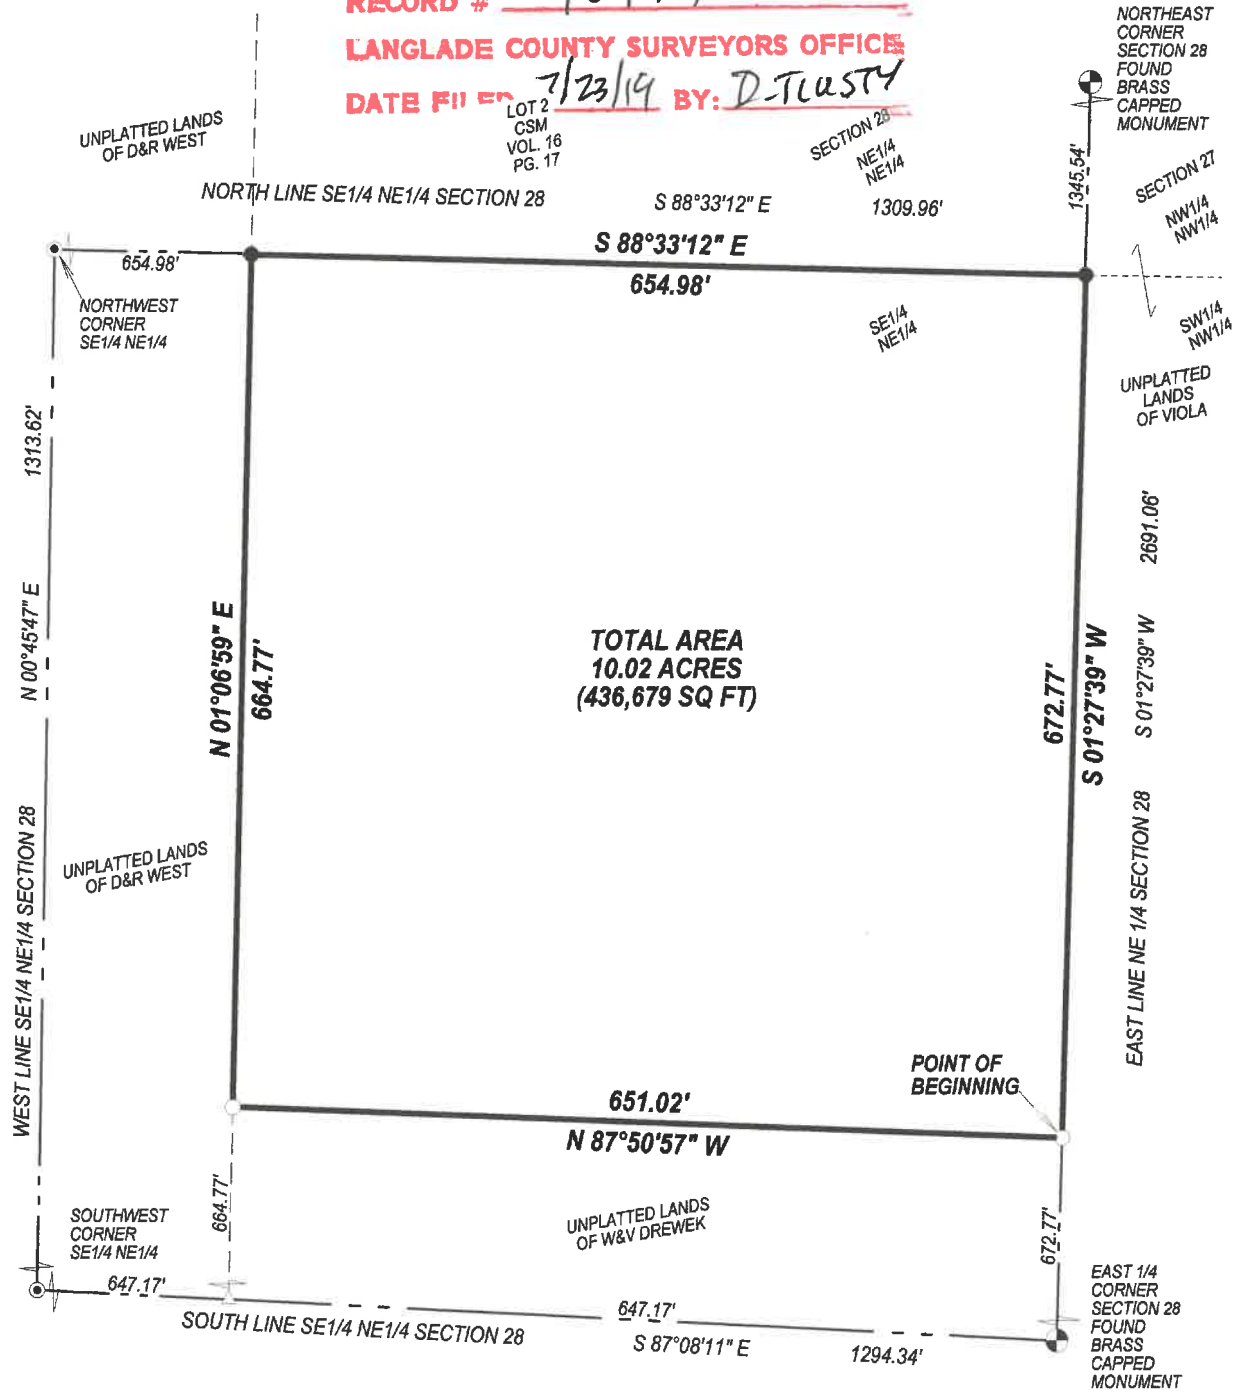 RECORD #
LANGLADE COUNTY SURVEYORS OFFICE
DATE FILED 7/23/19 BY: D-TLUSTY
NORTHEAST
CORNER
SECTION 28
FOUND
BRASS
CAPPED
MONUMENT
UNPLATTED LANDS
OF D&R WEST
LOT 2
CSM
VOL. 16
PG. 17
SECTION 28
NE1/4
NE1/4
1345.54'
SECTION 27
NW1/4
NW1/4
NORTH LINE SE1/4 NE1/4 SECTION 28 S 88°33'12" E 1309.96'
S 88°33'12" E
654.98'
654.98'
NORTHWEST
CORNER
SE1/4 NE1/4
SE1/4
NE1/4
SW1/4
NW1/4
UNPLATTED
LANDS
OF VIOLA
WEST LINE SE1/4 NE1/4 SECTION 28 N 00°45'47" E 1313.62'
N 01°06'59" E
664.77'
TOTAL AREA
10.02 ACRES
(436,679 SQ FT)
672.77'
S 01°27'39" W
EAST LINE NE 1/4 SECTION 28 S 01°27'39" W 2691.06'
UNPLATTED LANDS
OF D&R WEST
POINT OF
BEGINNING
651.02'
N 87°50'57" W
664.77'
UNPLATTED LANDS
OF W&V DREWEK
672.77'
SOUTHWEST
CORNER
SE1/4 NE1/4
647.17'
647.17'
SOUTH LINE SE1/4 NE1/4 SECTION 28 S 87°08'11" E 1294.34'
EAST 1/4
CORNER
SECTION 28
FOUND
BRASS
CAPPED
MONUMENT